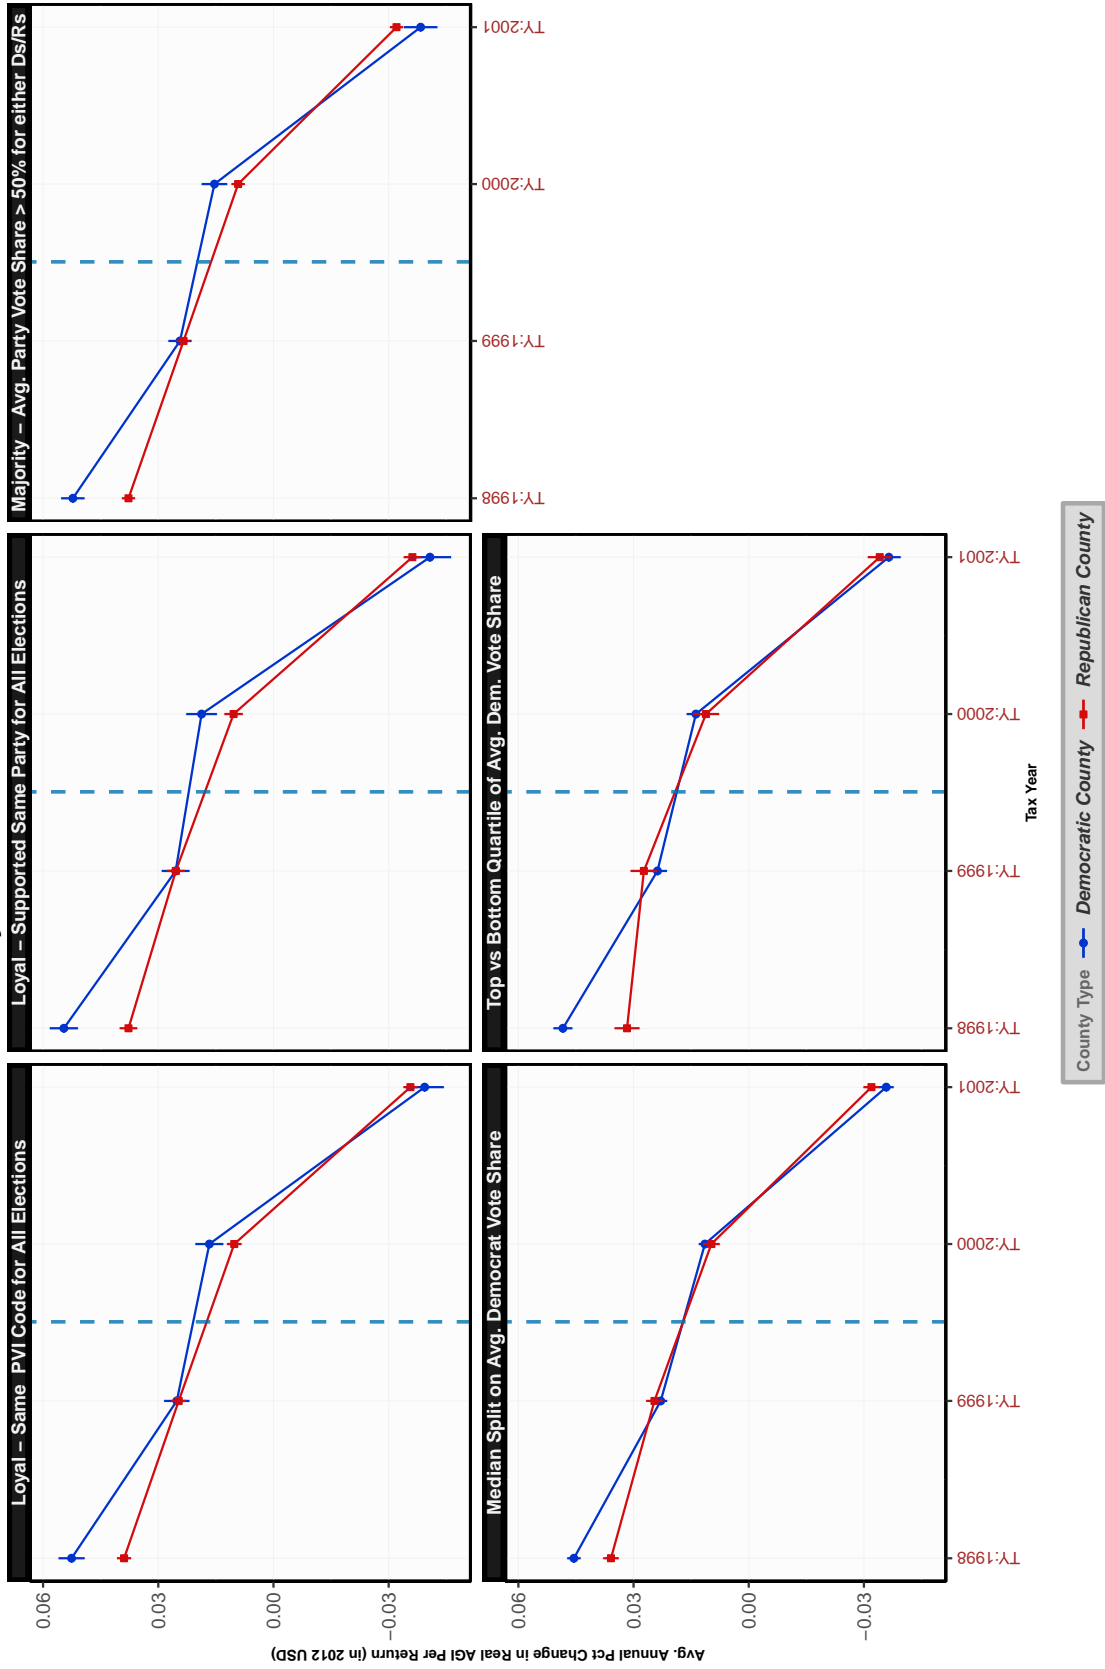 Loyal − Same PVI Code for All Elections
Loyal − Supported Same Party for All Elections
Majority − Avg. Party Vote Share > 50% for either Ds/Rs
0.06
0.03
0.00
−0.03
TY:1998
TY:1999
TY:2000
TY:2001
Median Split on Avg. Democrat Vote Share
Top vs Bottom Quartile of Avg. Dem. Vote Share
0.06
0.03
0.00
−0.03
TY:1998
TY:1999
TY:2000
TY:2001
TY:1998
TY:1999
TY:2000
TY:2001
Avg. Annual Pct Change in Real AGI Per Return (in 2012 USD)
Tax Year
County Type Democratic County Republican County